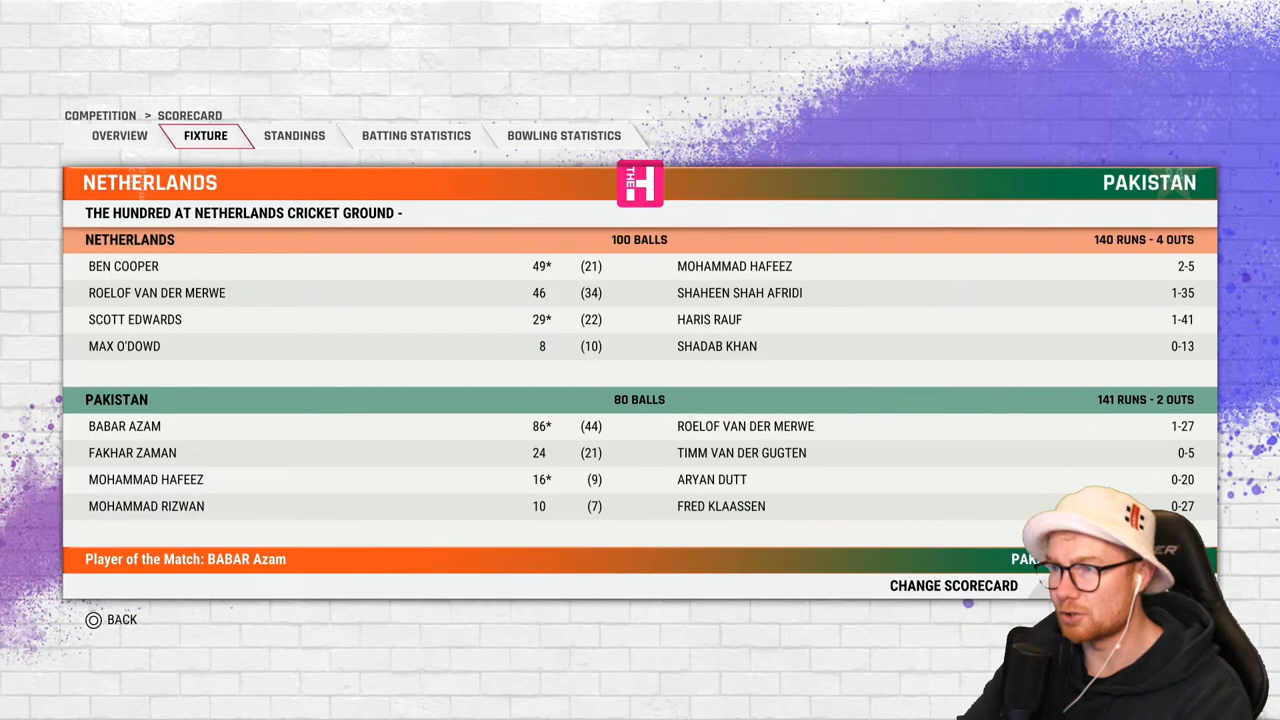 COMPETITION > SCORECARD
OVERVIEW FIXTURE STANDINGS BATTING STATISTICS BOWLING STATISTICS
NETHERLANDS THE H PAKISTAN
THE HUNDRED AT NETHERLANDS CRICKET GROUND -
NETHERLANDS 100 BALLS 140 RUNS - 4 OUTS
BEN COOPER 49* (21) MOHAMMAD HAFEEZ 2-5
ROELOF VAN DER MERWE 46 (34) SHAHEEN SHAH AFRIDI 1-35
SCOTT EDWARDS 29* (22) HARIS RAUF 1-41
MAX O'DOWD 8 (10) SHADAB KHAN 0-13
PAKISTAN 80 BALLS 141 RUNS - 2 OUTS
BABAR AZAM 86* (44) ROELOF VAN DER MERWE 1-27
FAKHAR ZAMAN 24 (21) TIMM VAN DER GUGTEN 0-5
MOHAMMAD HAFEEZ 16* (9) ARYAN DUTT 0-20
MOHAMMAD RIZWAN 10 (7) FRED KLAASSEN 0-27
Player of the Match: BABAR Azam
CHANGE SCORECARD
BACK